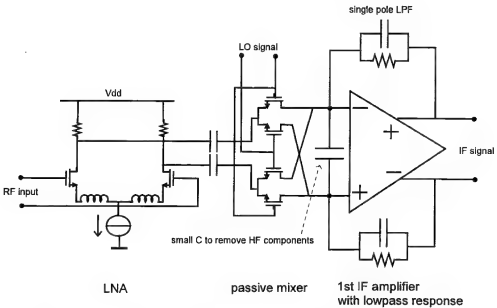 single pole LPF
LO signal
Vdd
−
+
IF signal
−
+
RF input
small C to remove HF components
LNA
passive mixer
1st IF amplifier
with lowpass response